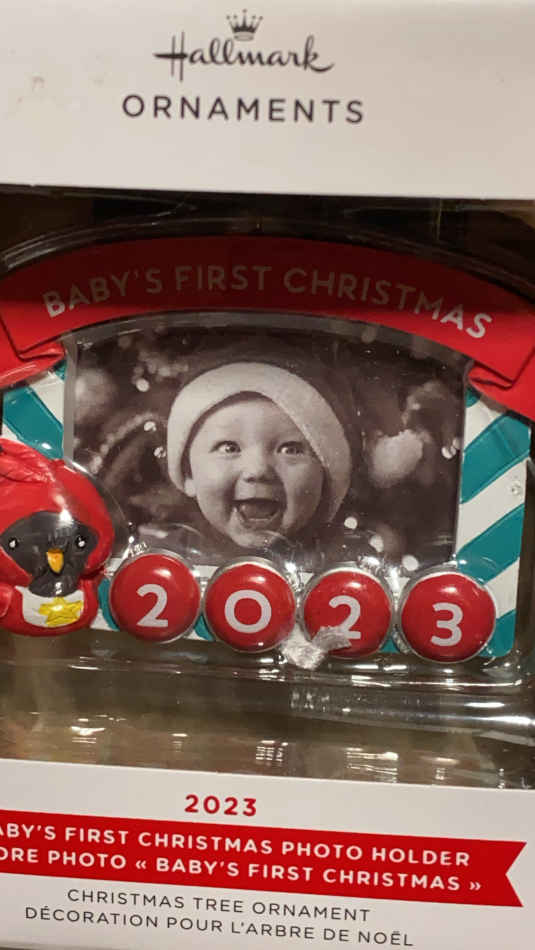 Hallmark
ORNAMENTS
BABY'S FIRST CHRISTMAS
2023
2023
BABY'S FIRST CHRISTMAS PHOTO HOLDER
PHOTO « BABY'S FIRST CHRISTMAS »
CHRISTMAS TREE ORNAMENT
DÉCORATION POUR L'ARBRE DE NOËL